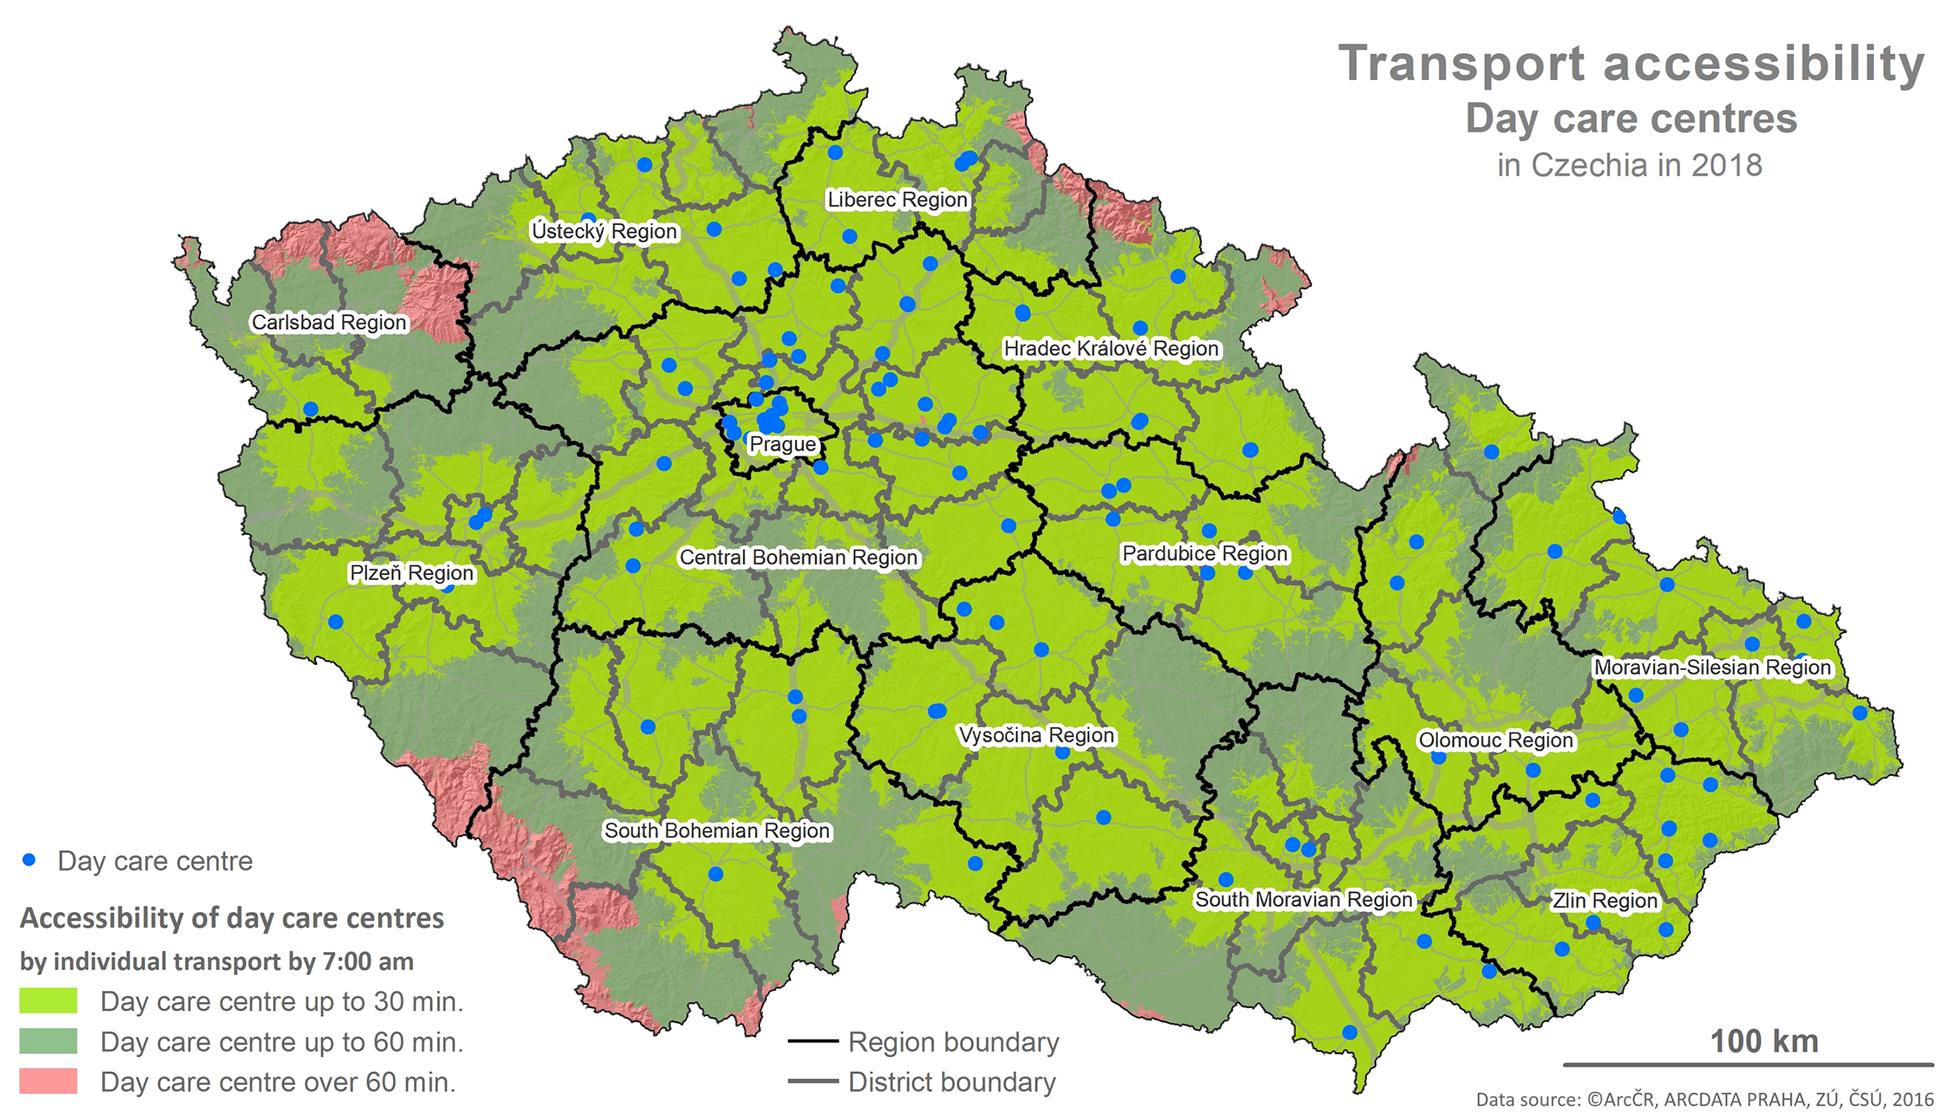 Transport accessibility
Day care centres
in Czechia in 2018
Liberec Region
Ústecký Region
Carlsbad Region
Hradec Králové Region
Prague
Central Bohemian Region
Pardubice Region
Plzeň Region
Moravian-Silesian Region
Vysočina Region
Olomouc Region
South Bohemian Region
South Moravian Region
Zlin Region
Day care centre
Accessibility of day care centres
by individual transport by 7:00 am
Day care centre up to 30 min.
Day care centre up to 60 min.
Day care centre over 60 min.
Region boundary
District boundary
100 km
Data source: ©ArcČR, ARCDATA PRAHA, ZÚ, ČSÚ, 2016